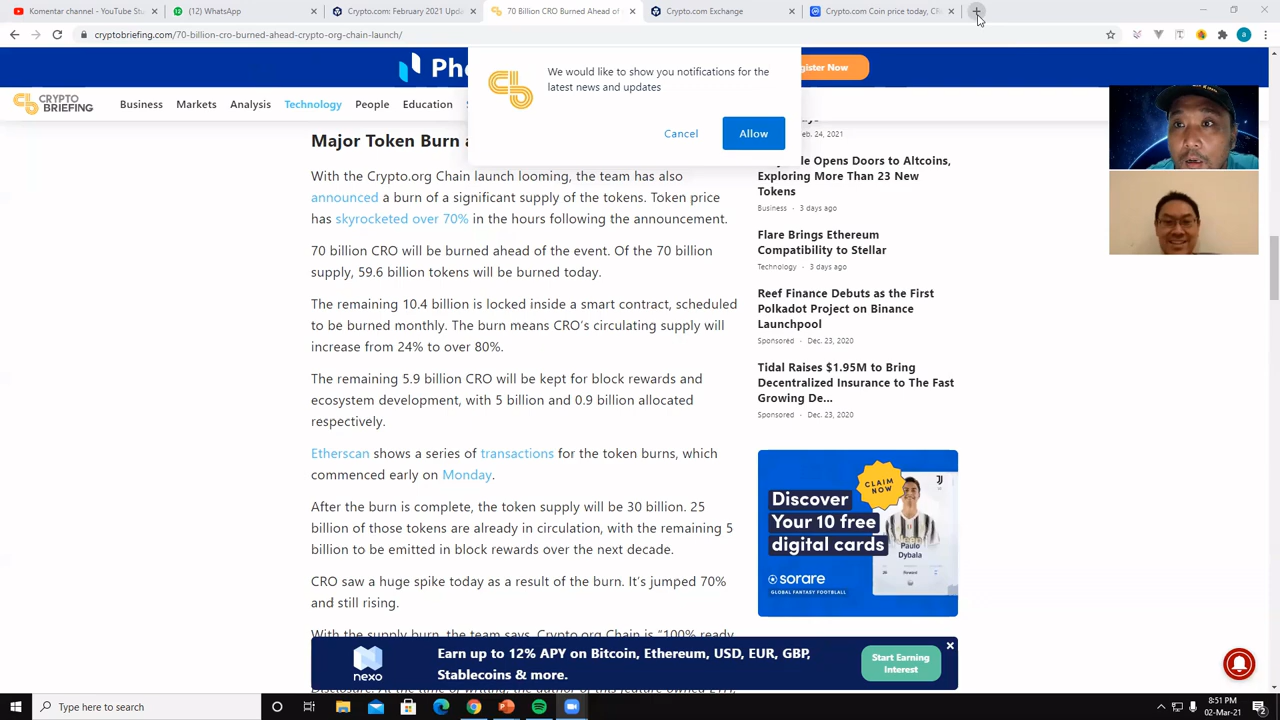 Komentar channel - YouTube Stu
(12) WhatsApp
Crypto.com: February 2021 Upda
70 Billion CRO Burned Ahead of
Crypto.com Exchange
Crypto.com Coin price today, CR
cryptobriefing.com/70-billion-cro-burned-ahead-crypto-org-chain-launch/
We would like to show you notifications for the
latest news and updates
Cancel
Allow
CRYPTO
BRIEFING
Business
Markets
Analysis
Technology
People
Education
Major Token Burn
With the Crypto.org Chain launch looming, the team has also
announced a burn of a significant supply of the tokens. Token price
has skyrocketed over 70% in the hours following the announcement.
70 billion CRO will be burned ahead of the event. Of the 70 billion
supply, 59.6 billion tokens will be burned today.
The remaining 10.4 billion is locked inside a smart contract, scheduled
to be burned monthly. The burn means CRO's circulating supply will
increase from 24% to over 80%.
The remaining 5.9 billion CRO will be kept for block rewards and
ecosystem development, with 5 billion and 0.9 billion allocated
respectively.
Etherscan shows a series of transactions for the token burns, which
commenced early on Monday.
After the burn is complete, the token supply will be 30 billion. 25
billion of those tokens are already in circulation, with the remaining 5
billion to be emitted in block rewards over the next decade.
CRO saw a huge spike today as a result of the burn. It's jumped 70%
and still rising.
With the supply burn, the team says, Crypto.org Chain is "100% ready
Feb. 24, 2021
Opens Doors to Altcoins,
Exploring More Than 23 New
Tokens
Business - 3 days ago
Flare Brings Ethereum
Compatibility to Stellar
Technology - 3 days ago
Reef Finance Debuts as the First
Polkadot Project on Binance
Launchpool
Sponsored - Dec. 23, 2020
Tidal Raises $1.95M to Bring
Decentralized Insurance to The Fast
Growing De...
Sponsored - Dec. 23, 2020
CLAIM
NOW
Discover
Your 10 free
digital cards
Paulo
Dybala
sorare
GLOBAL FANTASY FOOTBALL
nexo
Earn up to 12% APY on Bitcoin, Ethereum, USD, EUR, GBP,
Stablecoins & more.
Start Earning
Interest
Type here to search
8:51 PM
02-Mar-21